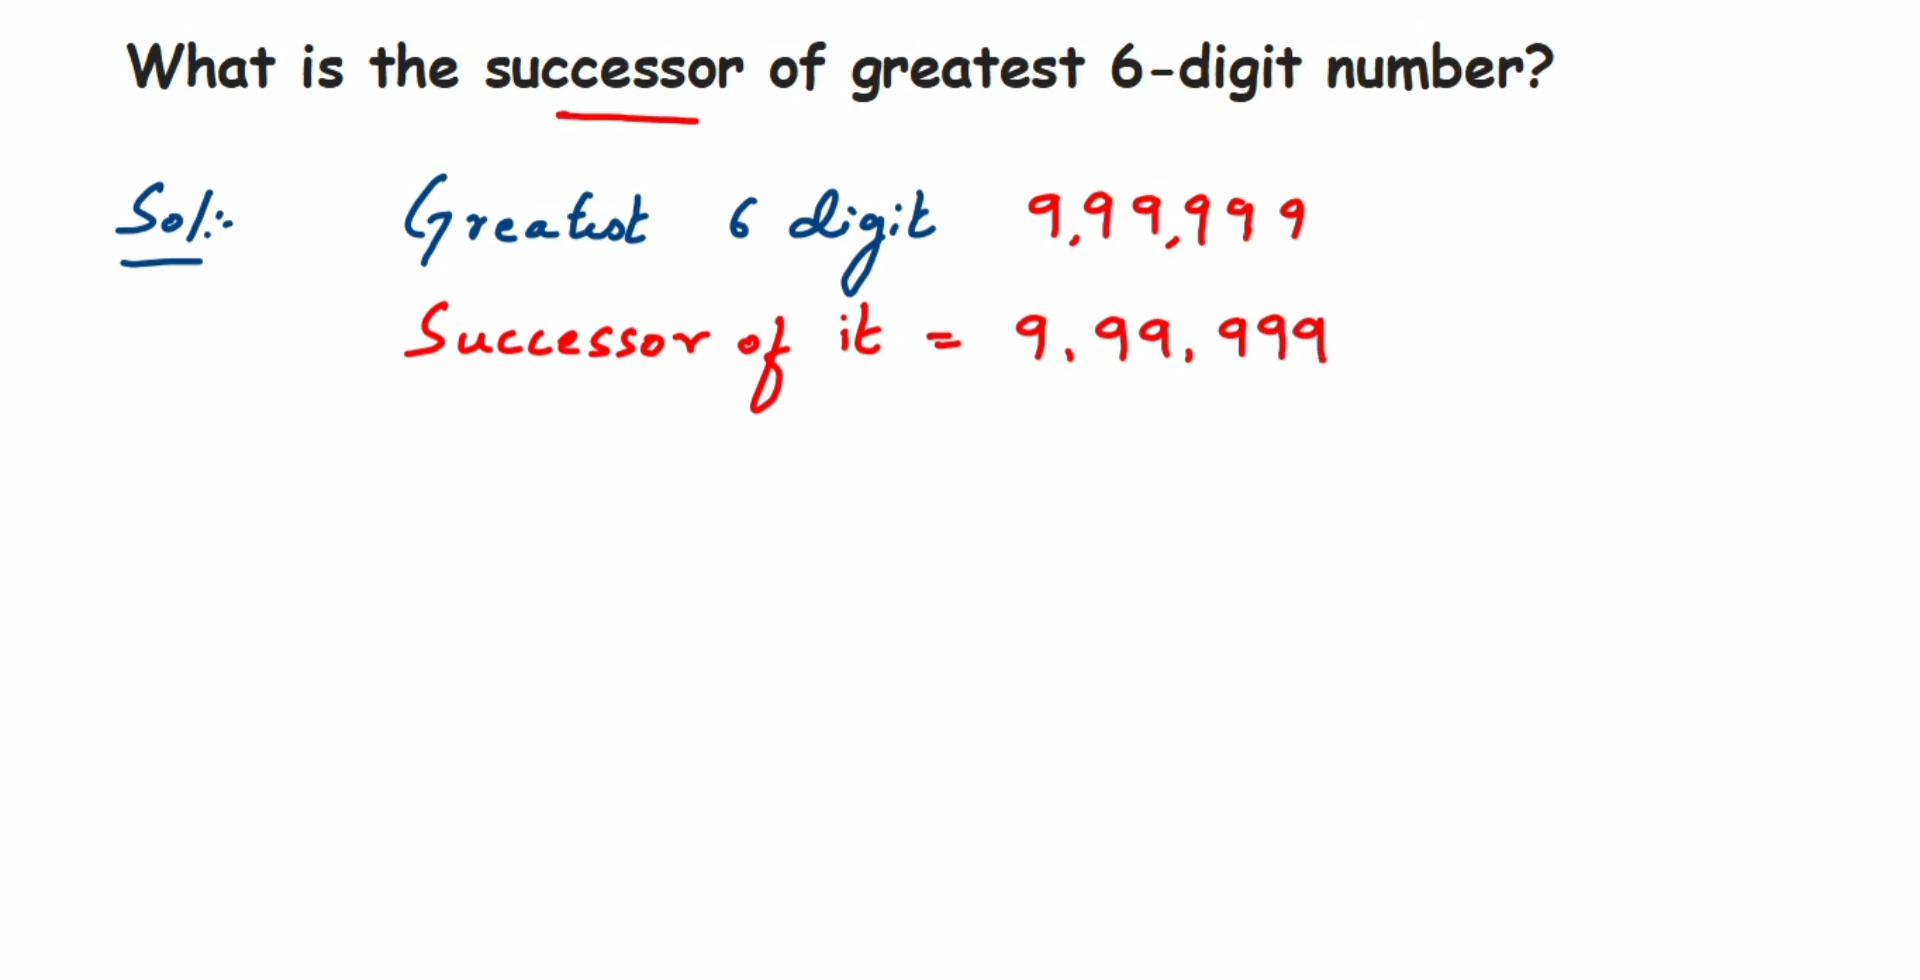 What is the successor of greatest 6-digit number?
Sol:- Greatest 6 digit 9,99,999
Successor of it = 9,99,999